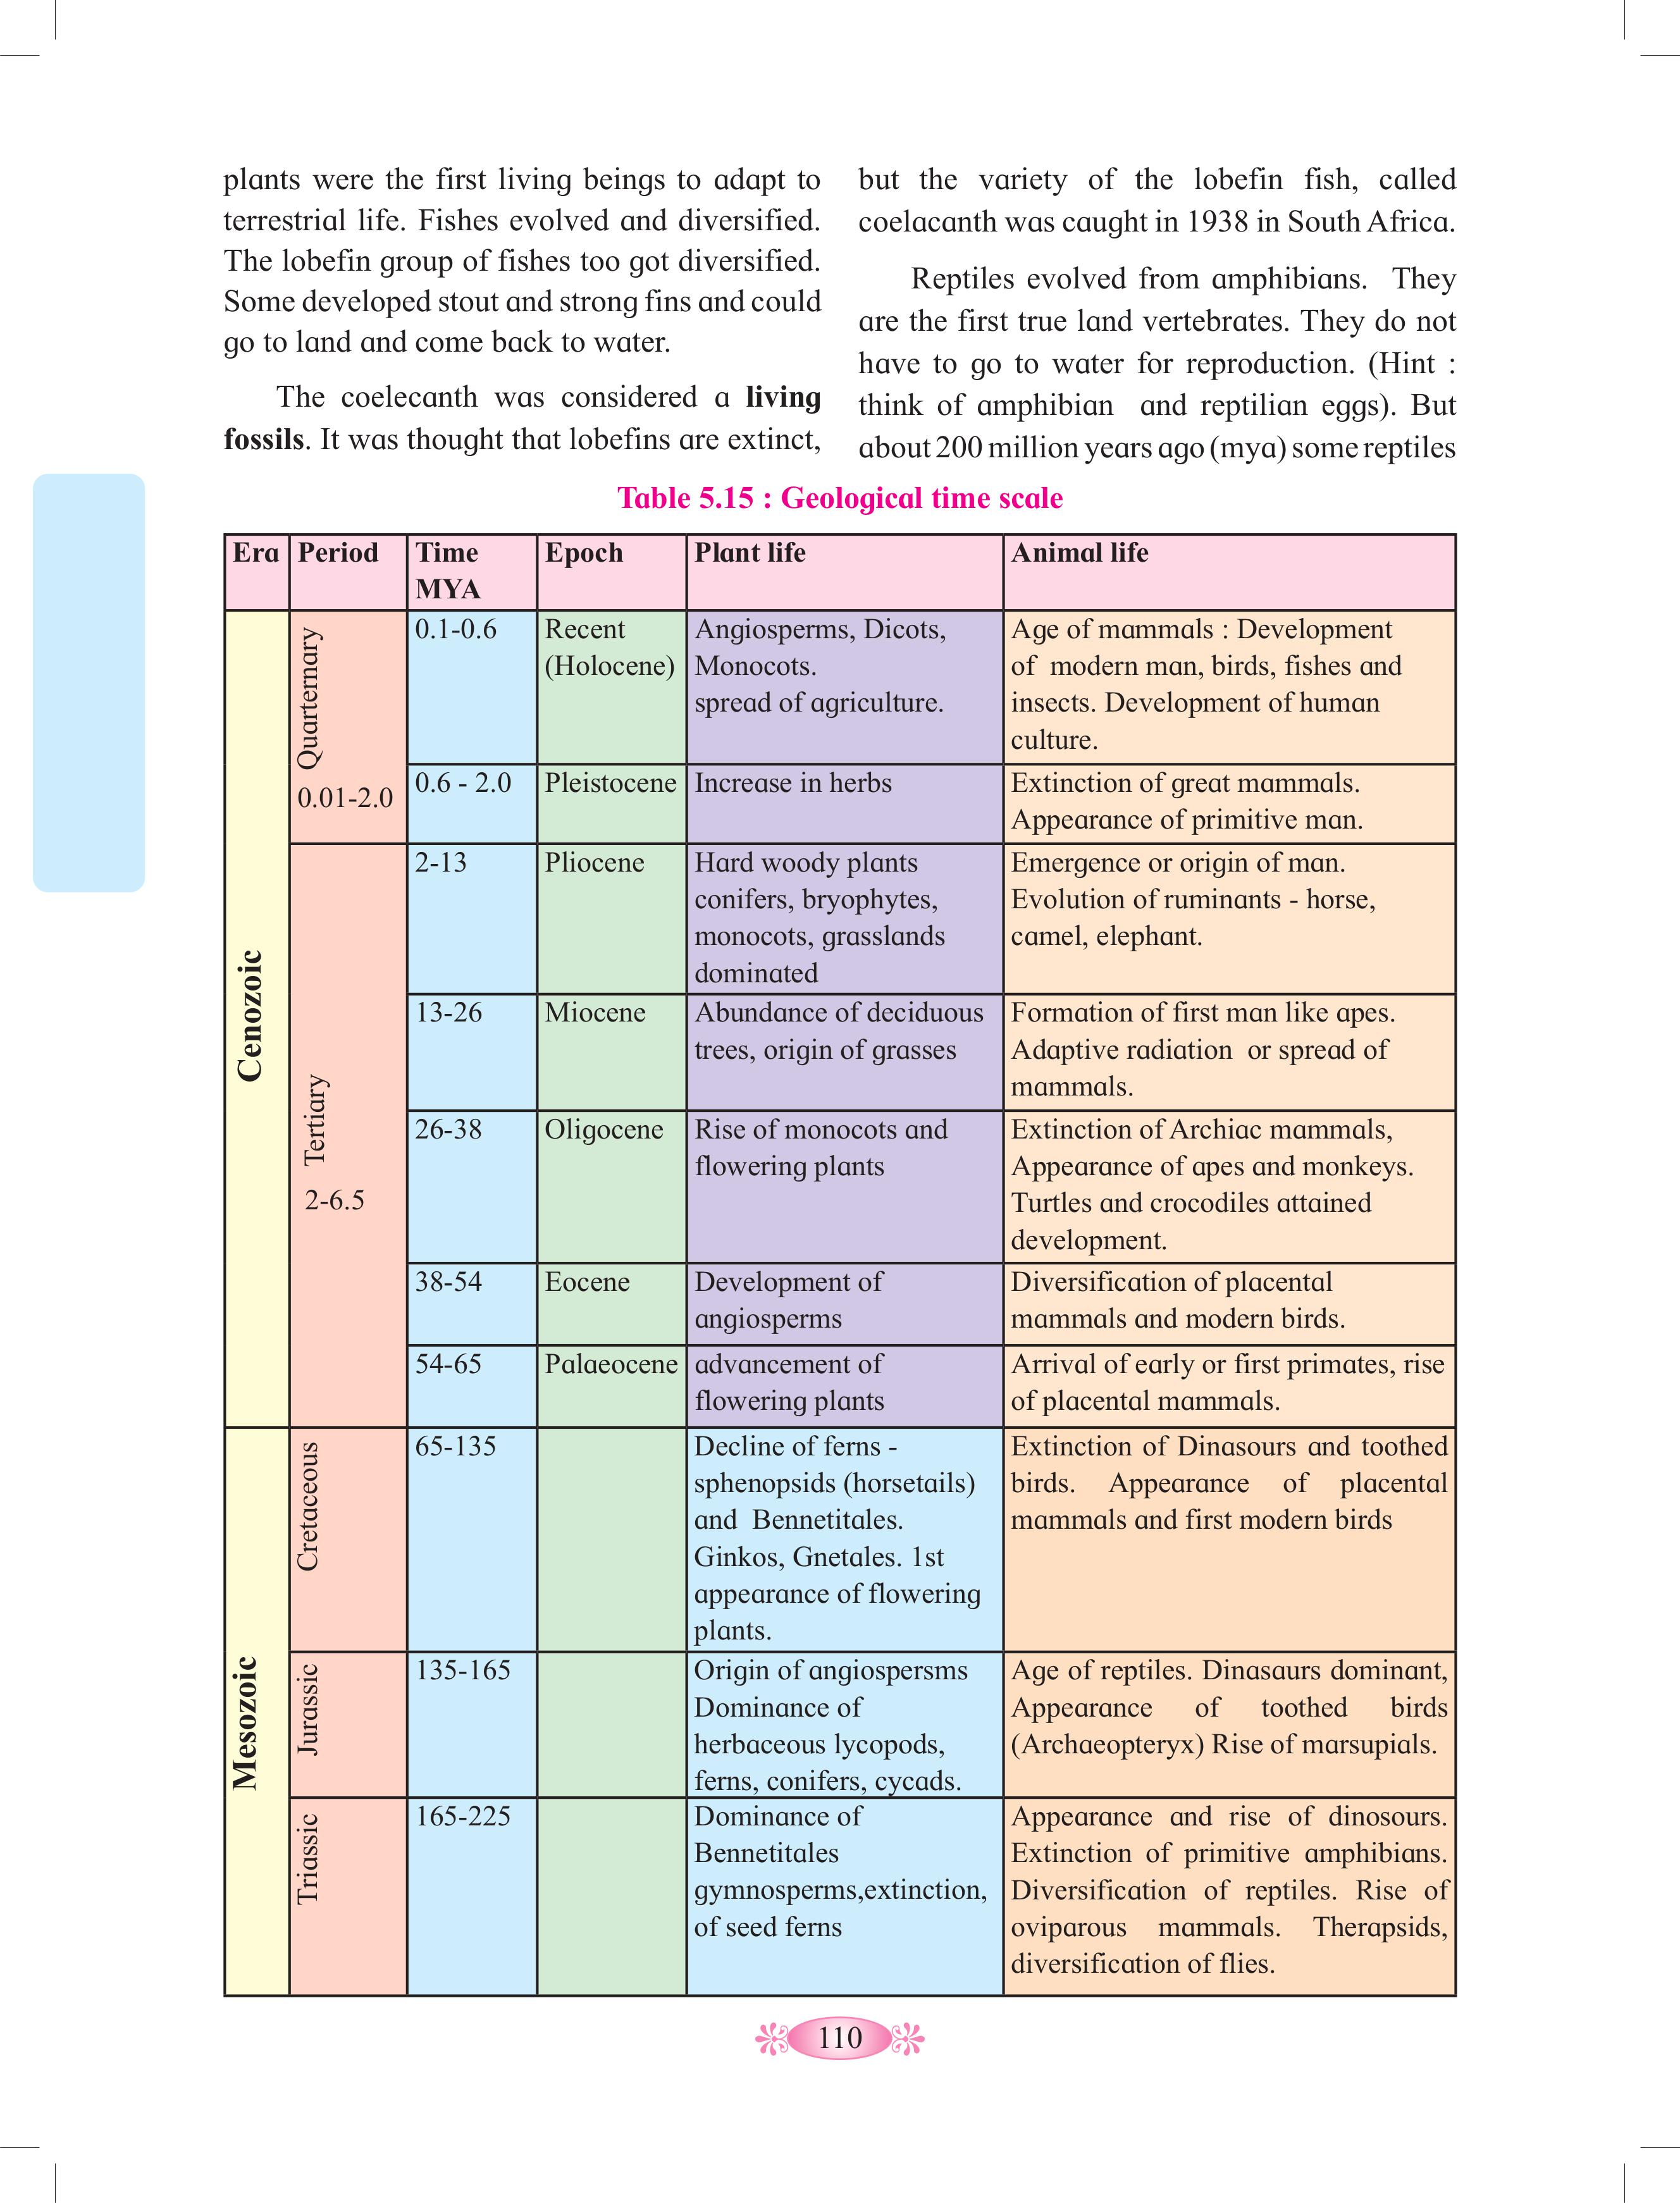 plants were the first living beings to adapt to
terrestrial life. Fishes evolved and diversified.
The lobefin group of fishes too got diversified.
Some developed stout and strong fins and could
go to land and come back to water.
The coelecanth was considered a living
fossils. It was thought that lobefins are extinct,
but the variety of the lobefin fish, called
coelacanth was caught in 1938 in South Africa.
Reptiles evolved from amphibians. They
are the first true land vertebrates. They do not
have to go to water for reproduction. (Hint :
think of amphibian and reptilian eggs). But
about 200 million years ago (mya) some reptiles
Table 5.15 : Geological time scale
Era
Period
Time
MYA
Epoch
Plant life
Animal life
Cenozoic
Quarternary
0.01-2.0
0.1-0.6
Recent
(Holocene)
Angiosperms, Dicots,
Monocots.
spread of agriculture.
Age of mammals : Development
of modern man, birds, fishes and
insects. Development of human
culture.
0.6 - 2.0
Pleistocene
Increase in herbs
Extinction of great mammals.
Appearance of primitive man.
Tertiary
2-6.5
2-13
Pliocene
Hard woody plants
conifers, bryophytes,
monocots, grasslands
dominated
Emergence or origin of man.
Evolution of ruminants - horse,
camel, elephant.
13-26
Miocene
Abundance of deciduous
trees, origin of grasses
Formation of first man like apes.
Adaptive radiation or spread of
mammals.
26-38
Oligocene
Rise of monocots and
flowering plants
Extinction of Archiac mammals,
Appearance of apes and monkeys.
Turtles and crocodiles attained
development.
38-54
Eocene
Development of
angiosperms
Diversification of placental
mammals and modern birds.
54-65
Palaeocene
advancement of
flowering plants
Arrival of early or first primates, rise
of placental mammals.
Mesozoic
Cretaceous
65-135
Decline of ferns -
sphenopsids (horsetails)
and Bennetitales.
Ginkos, Gnetales. 1st
appearance of flowering
plants.
Extinction of Dinasours and toothed
birds. Appearance of placental
mammals and first modern birds
Jurassic
135-165
Origin of angiospersms
Dominance of
herbaceous lycopods,
ferns, conifers, cycads.
Age of reptiles. Dinasaurs dominant,
Appearance of toothed birds
(Archaeopteryx) Rise of marsupials.
Triassic
165-225
Dominance of
Bennetitales
gymnosperms,extinction,
of seed ferns
Appearance and rise of dinosours.
Extinction of primitive amphibians.
Diversification of reptiles. Rise of
oviparous mammals. Therapsids,
diversification of flies.
110